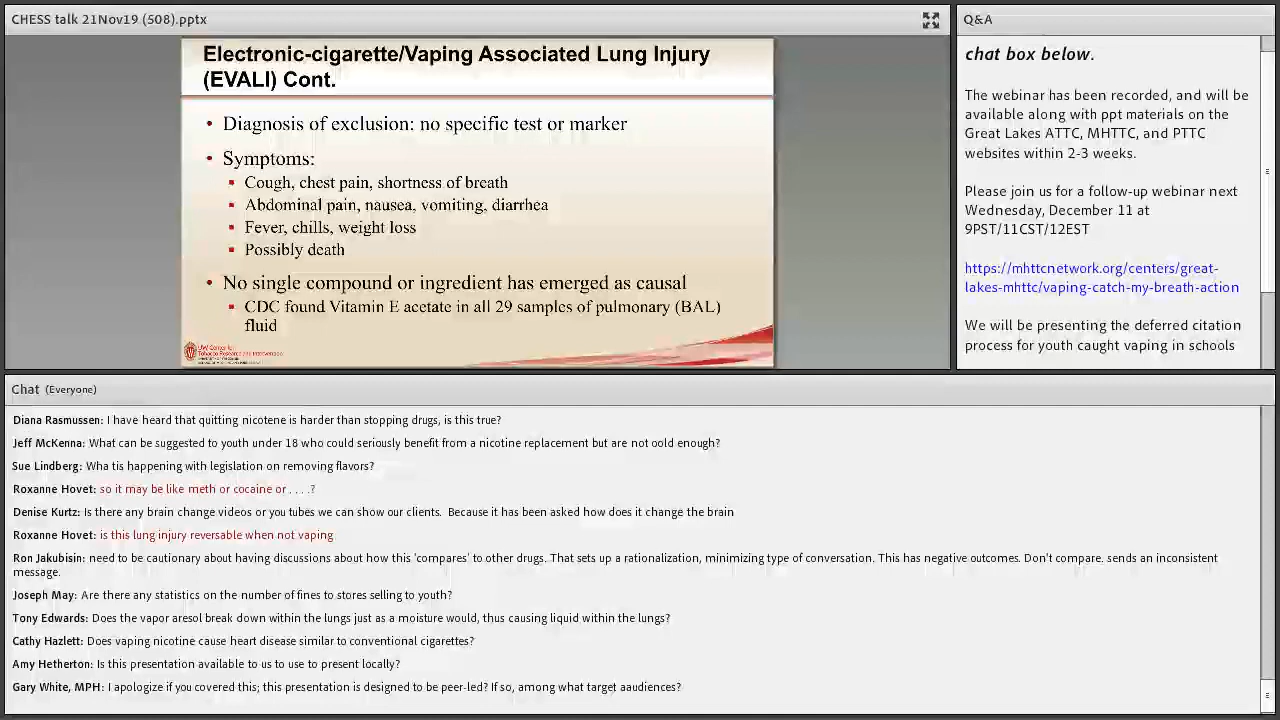 CHESS talk 21Nov19 (508).pptx
Electronic-cigarette/Vaping Associated Lung Injury
(EVALI) Cont.
• Diagnosis of exclusion: no specific test or marker
• Symptoms:
Cough, chest pain, shortness of breath
Abdominal pain, nausea, vomiting, diarrhea
Fever, chills, weight loss
Possibly death
• No single compound or ingredient has emerged as causal
CDC found Vitamin E acetate in all 29 samples of pulmonary (BAL)
fluid
UW Center for
Tobacco Research and Intervention
Q&A
chat box below.
The webinar has been recorded, and will be
available along with ppt materials on the
Great Lakes ATTC, MHTTC, and PTTC
websites within 2-3 weeks.
Please join us for a follow-up webinar next
Wednesday, December 11 at
9PST/11CST/12EST
https://mhttcnetwork.org/centers/great-
lakes-mhttc/vaping-catch-my-breath-action
We will be presenting the deferred citation
process for youth caught vaping in schools
Chat (Everyone)
Diana Rasmussen: I have heard that quitting nicotene is harder than stopping drugs, is this true?
Jeff McKenna: What can be suggested to youth under 18 who could seriously benefit from a nicotine replacement but are not oold enough?
Sue Lindberg: Wha tis happening with legislation on removing flavors?
Roxanne Hovet: so it may be like meth or cocaine or . . . .?
Denise Kurtz: Is there any brain change videos or you tubes we can show our clients. Because it has been asked how does it change the brain
Roxanne Hovet: is this lung injury reversable when not vaping
Ron Jakubisin: need to be cautionary about having discussions about how this 'compares' to other drugs. That sets up a rationalization, minimizing type of conversation. This has negative outcomes. Don't compare. sends an inconsistent
message.
Joseph May: Are there any statistics on the number of fines to stores selling to youth?
Tony Edwards: Does the vapor aresol break down within the lungs just as a moisture would, thus causing liquid within the lungs?
Cathy Hazlett: Does vaping nicotine cause heart disease similar to conventional cigarettes?
Amy Hetherton: Is this presentation available to us to use to present locally?
Gary White, MPH: I apologize if you covered this; this presentation is designed to be peer-led? If so, among what target aaudiences?